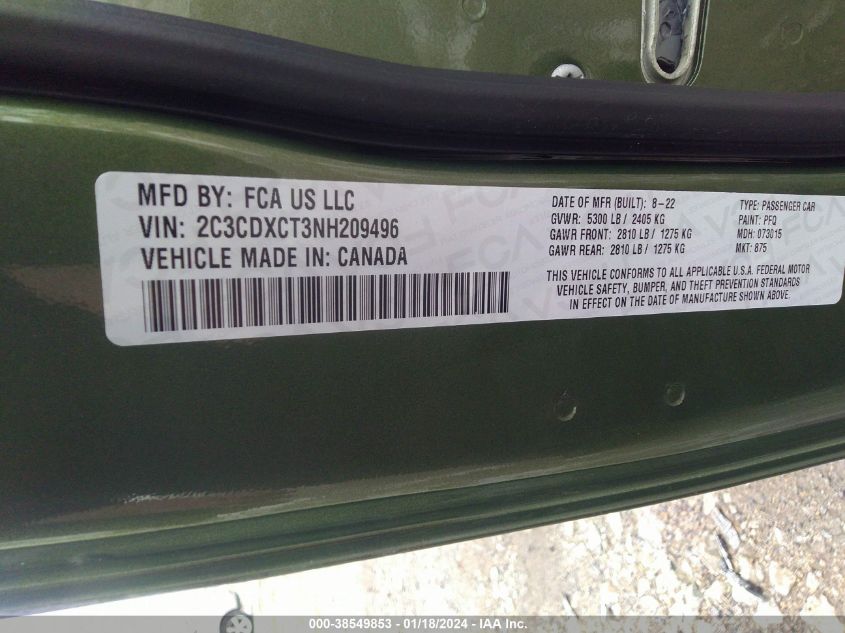 MFD BY: FCA US LLC
VIN: 2C3CDXCT3NH209496
VEHICLE MADE IN: CANADA
DATE OF MFR (BUILT): 8-22
GVWR: 5300 LB / 2405 KG
GAWR FRONT: 2810 LB / 1275 KG
GAWR REAR: 2810 LB / 1275 KG
TYPE: PASSENGER CAR
PAINT: PFQ
MDH: 073015
MKT: 875
THIS VEHICLE CONFORMS TO ALL APPLICABLE U.S.A. FEDERAL MOTOR
VEHICLE SAFETY, BUMPER, AND THEFT PREVENTION STANDARDS
IN EFFECT ON THE DATE OF MANUFACTURE SHOWN ABOVE.
000-38549853 - 01/18/2024 - IAA Inc.